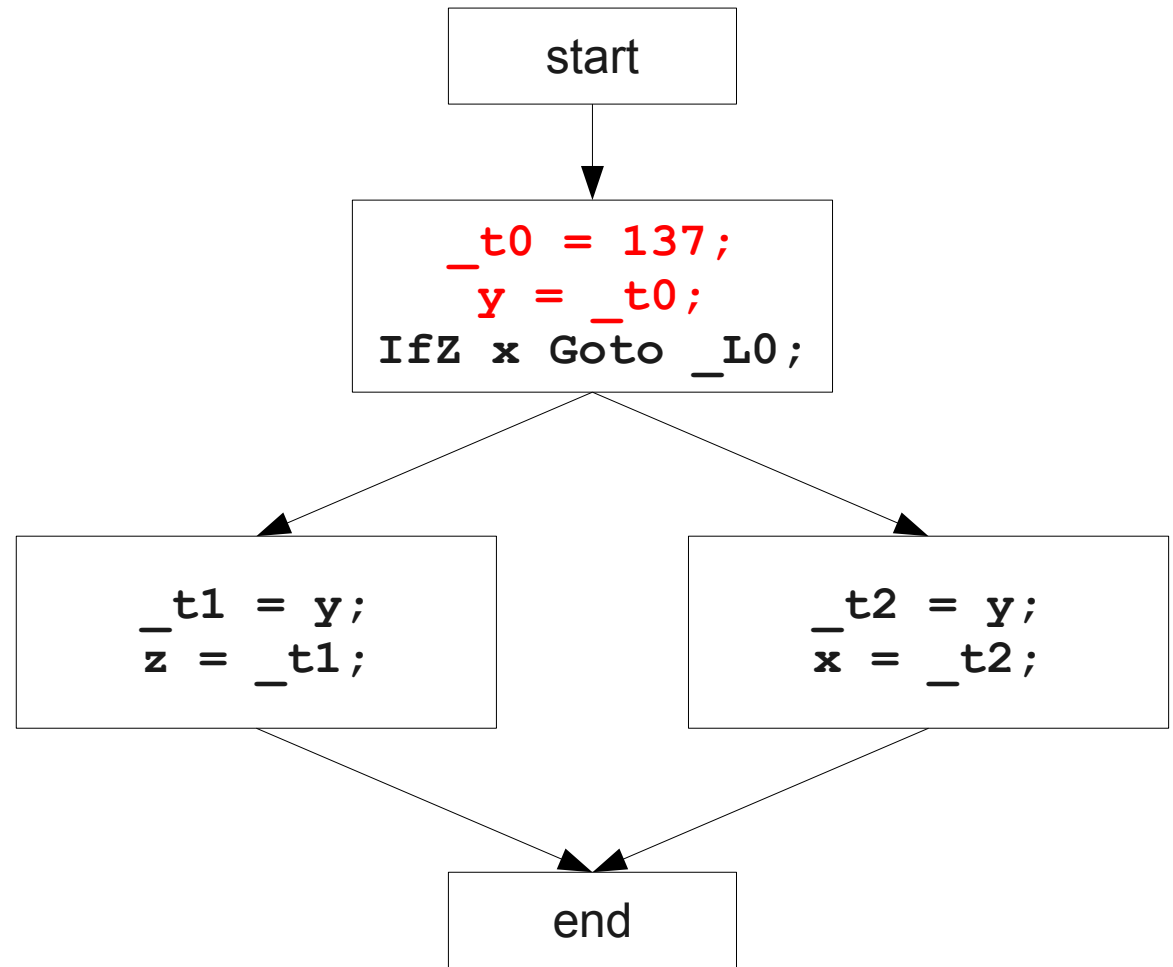 start
_t0 = 137;
y = _t0;
IfZ x Goto _L0;
_t1 = y;
z = _t1;
_t2 = y;
x = _t2;
end